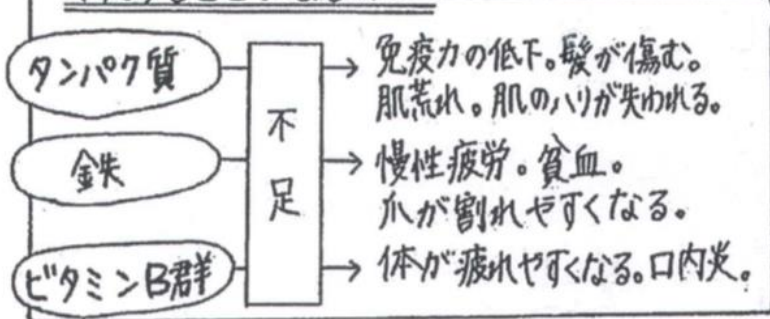 タンパク質
鉄
ビタミンB群
不足
免疫力の低下。髪が傷む。
肌荒れ。肌のハリが失われる。
慢性疲労。貧血。
爪が割れやすくなる。
体が疲れやすくなる。口内炎。